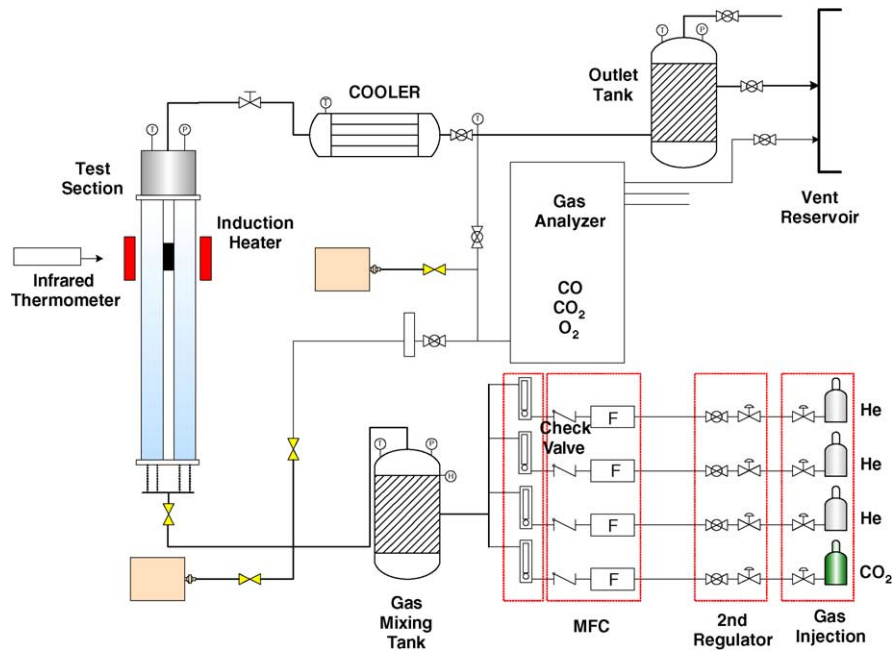 T
P
Outlet
Tank
COOLER
T
T
T
P
Test
Section
Vent
Reservoir
Gas
Analyzer
Induction
Heater
Infrared
Thermometer
CO
CO₂
O₂
He
F
Check
Valve
T
P
H
F
He
F
He
F
CO₂
Gas
Mixing
Tank
MFC
2nd
Regulator
Gas
Injection